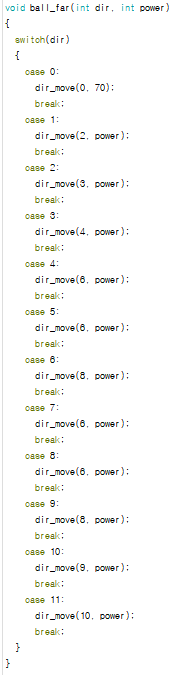 void ball_far(int dir, int power)
{
switch(dir)
{
case 0:
dir_move(0, 70);
break;
case 1:
dir_move(2, power);
break;
case 2:
dir_move(3, power);
break;
case 3:
dir_move(4, power);
break;
case 4:
dir_move(6, power);
break;
case 5:
dir_move(6, power);
break;
case 6:
dir_move(8, power);
break;
case 7:
dir_move(6, power);
break;
case 8:
dir_move(6, power);
break;
case 9:
dir_move(8, power);
break;
case 10:
dir_move(9, power);
break;
case 11:
dir_move(10, power);
break;
}
}